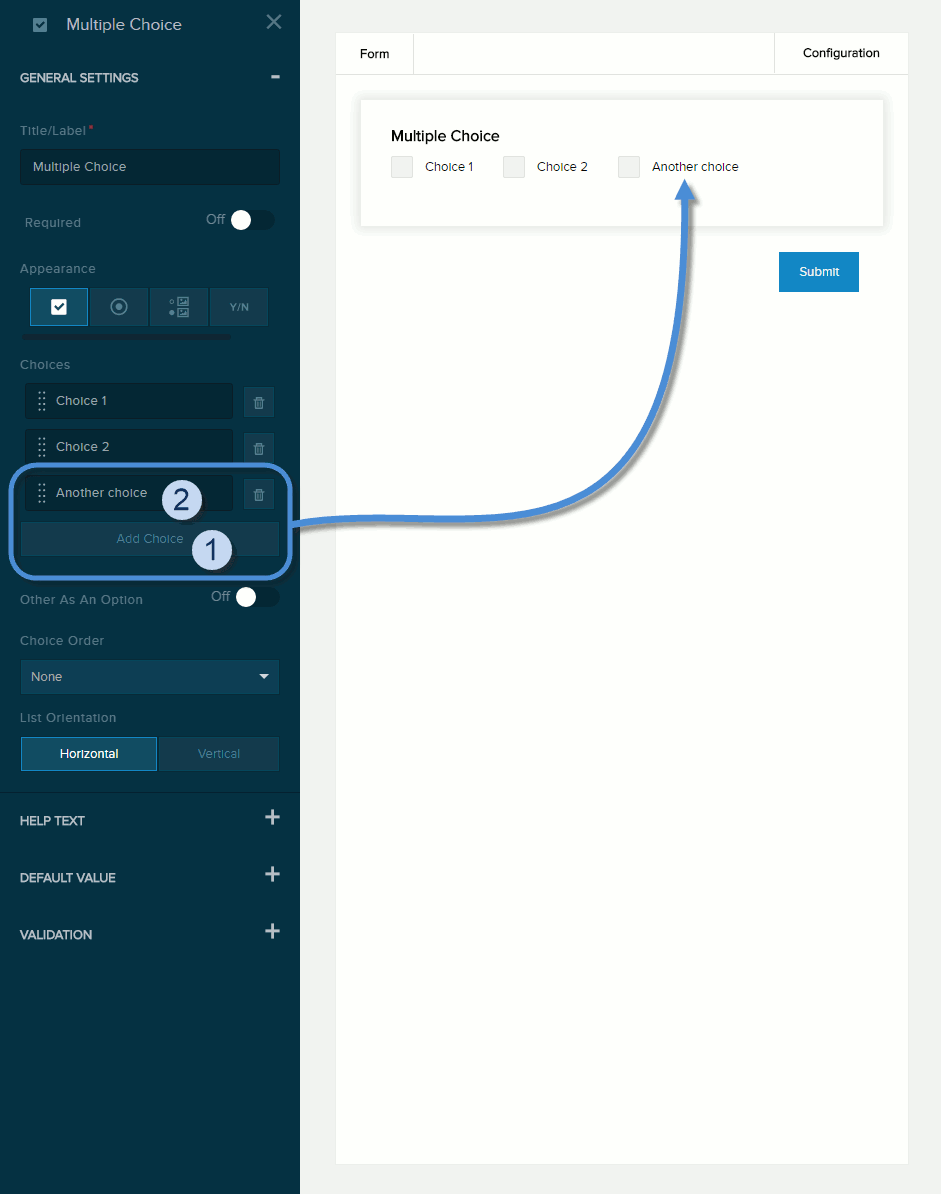 Multiple Choice
GENERAL SETTINGS
Title/Label*
Multiple Choice
Required
Off
Appearance
Y/N
Choices
Choice 1
Choice 2
Another choice
2
Add Choice
1
Other As An Option
Off
Choice Order
None
List Orientation
Horizontal
Vertical
HELP TEXT
DEFAULT VALUE
VALIDATION
Form
Configuration
Multiple Choice
Choice 1
Choice 2
Another choice
Submit